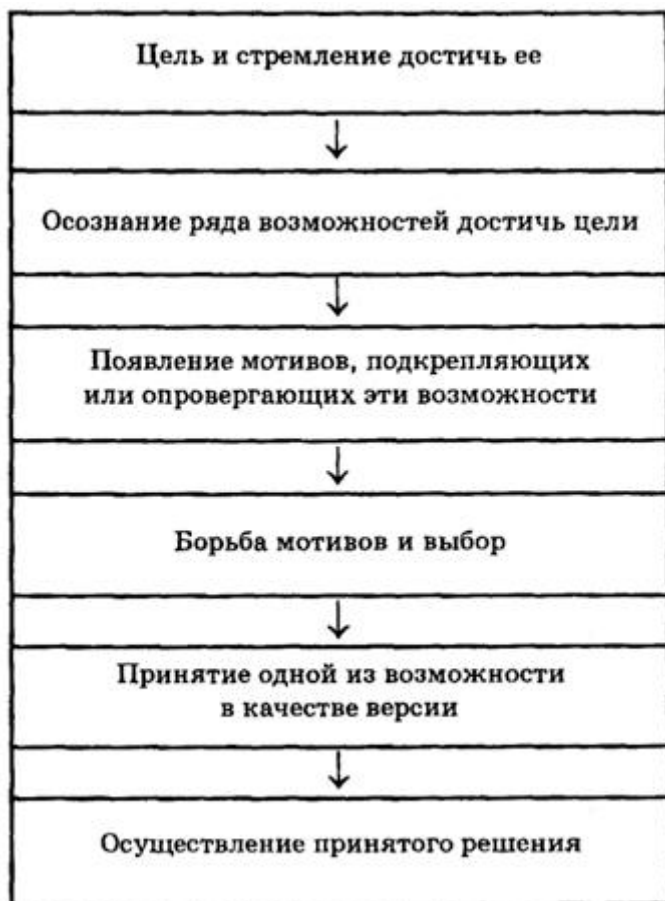 Цель и стремление достичь ее
Осознание ряда возможностей достичь цели
Появление мотивов, подкрепляющих
или опровергающих эти возможности
Борьба мотивов и выбор
Принятие одной из возможности
в качестве версии
Осуществление принятого решения